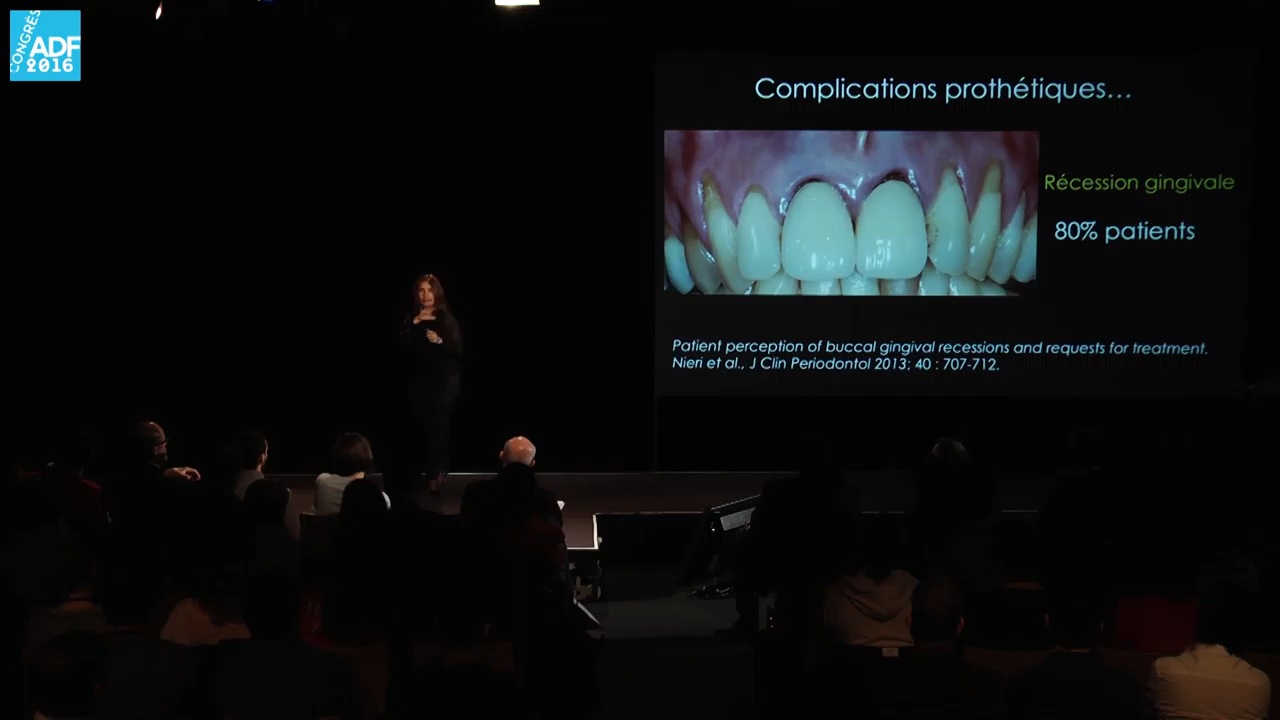 CONGRÈS
ADF
2016
Complications prothétiques...
Récession gingivale
80% patients
Patient perception of buccal gingival recessions and requests for treatment.
Nieri et al., J Clin Periodontol 2013; 40 : 707-712.